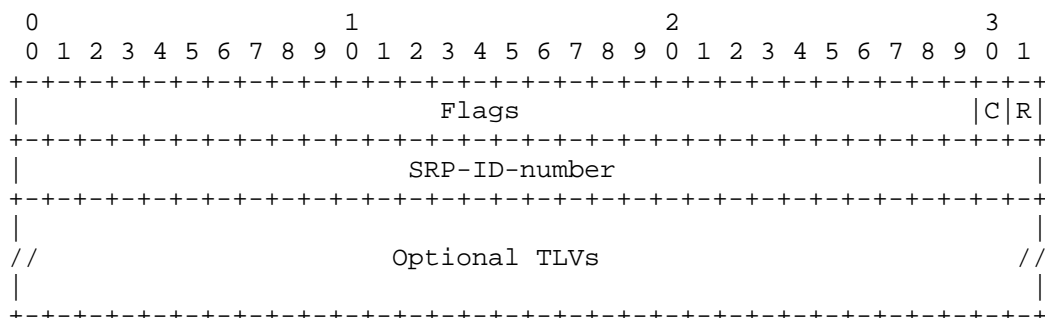 0                   1                   2                   3
 0 1 2 3 4 5 6 7 8 9 0 1 2 3 4 5 6 7 8 9 0 1 2 3 4 5 6 7 8 9 0 1
+-+-+-+-+-+-+-+-+-+-+-+-+-+-+-+-+-+-+-+-+-+-+-+-+-+-+-+-+-+-+-+-+
|                          Flags                            |C|R|
+-+-+-+-+-+-+-+-+-+-+-+-+-+-+-+-+-+-+-+-+-+-+-+-+-+-+-+-+-+-+-+-+
|                        SRP-ID-number                          |
+-+-+-+-+-+-+-+-+-+-+-+-+-+-+-+-+-+-+-+-+-+-+-+-+-+-+-+-+-+-+-+-+
|                                                               |
//                      Optional TLVs                          //
|                                                               |
+-+-+-+-+-+-+-+-+-+-+-+-+-+-+-+-+-+-+-+-+-+-+-+-+-+-+-+-+-+-+-+-+